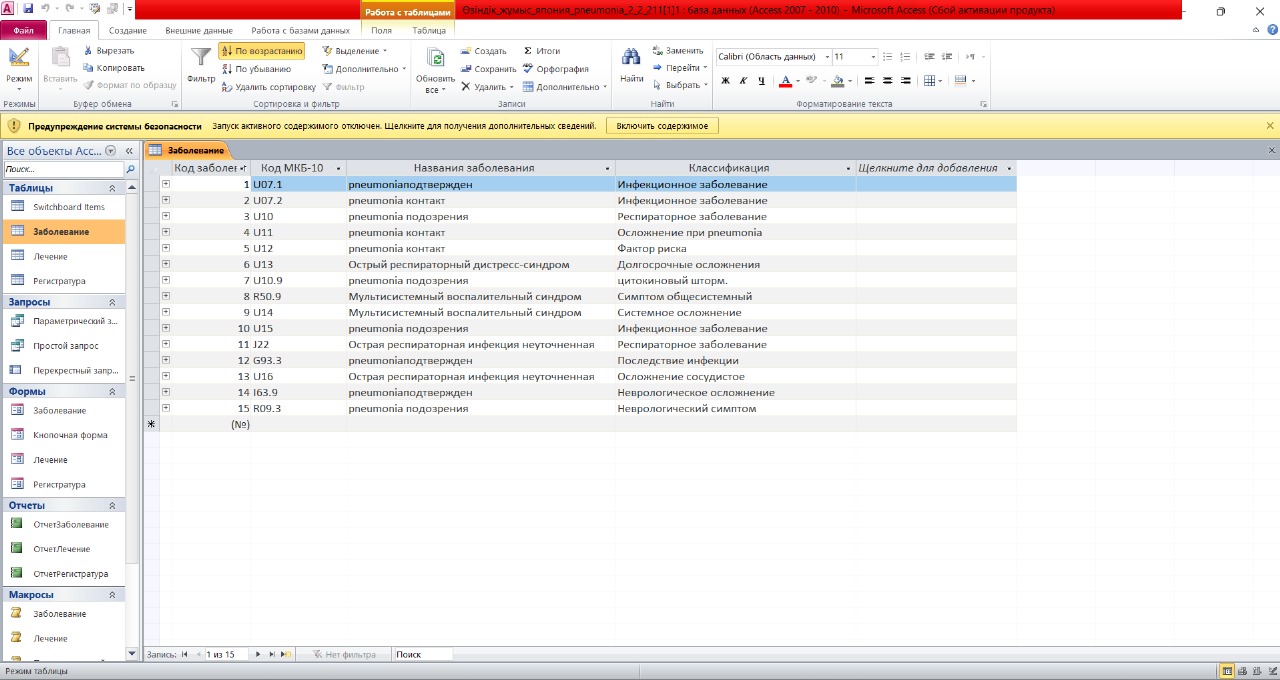 Работа с таблицами
Өзіндік_жұмыс_япония_pneumonia_2_2_211[1]1 : база данных (Access 2007 - 2010) - Microsoft Access (Сбой активации продукта)
Файл Главная Создание Внешние данные Работа с базами данных Поля Таблица
Режим
Режимы
Вставить
Вырезать
Копировать
Формат по образцу
Буфер обмена
Фильтр
По возрастанию
По убыванию
Удалить сортировку
Выделение
Дополнительно
Фильтр
Сортировка и фильтр
Обновить все
Создать
Сохранить
Удалить
Итоги
Орфография
Дополнительно
Записи
Найти
Заменить
Перейти
Выбрать
Найти
Calibri (Область данных) 11
Ж К Ч
Форматирование текста
Предупреждение системы безопасности Запуск активного содержимого отключен. Щелкните для получения дополнительных сведений. Включить содержимое
Все объекты Acc...
Поиск...
Таблицы
Switchboard Items
Заболевание
Лечение
Регистратура
Запросы
Параметрический з...
Простой запрос
Перекрестный запр...
Формы
Заболевание
Кнопочная форма
Лечение
Регистратура
Отчеты
ОтчетЗаболевание
ОтчетЛечение
ОтчетРегистратура
Макросы
Заболевание
Лечение
Заболевание
Код заболев Код МКБ-10 Названия заболевания Классификация Щелкните для добавления
1 U07.1 pneumoniaподтвержден Инфекционное заболевание
2 U07.2 pneumonia контакт Инфекционное заболевание
3 U10 pneumonia подозрения Респираторное заболевание
4 U11 pneumonia контакт Осложнение при pneumonia
5 U12 pneumonia контакт Фактор риска
6 U13 Острый респираторный дистресс-синдром Долгосрочные осложнения
7 U10.9 pneumonia подозрения цитокиновый шторм.
8 R50.9 Мультисистемный воспалительный синдром Симптом общесистемный
9 U14 Мультисистемный воспалительный синдром Системное осложнение
10 U15 pneumonia подозрения Инфекционное заболевание
11 J22 Острая респираторная инфекция неуточненная Респираторное заболевание
12 G93.3 pneumoniaподтвержден Последствие инфекции
13 U16 Острая респираторная инфекция неуточненная Осложнение сосудистое
14 I63.9 pneumoniaподтвержден Неврологическое осложнение
15 R09.3 pneumonia подозрения Неврологический симптом
(№)
Запись: 1 из 15 Нет фильтра Поиск
Режим таблицы